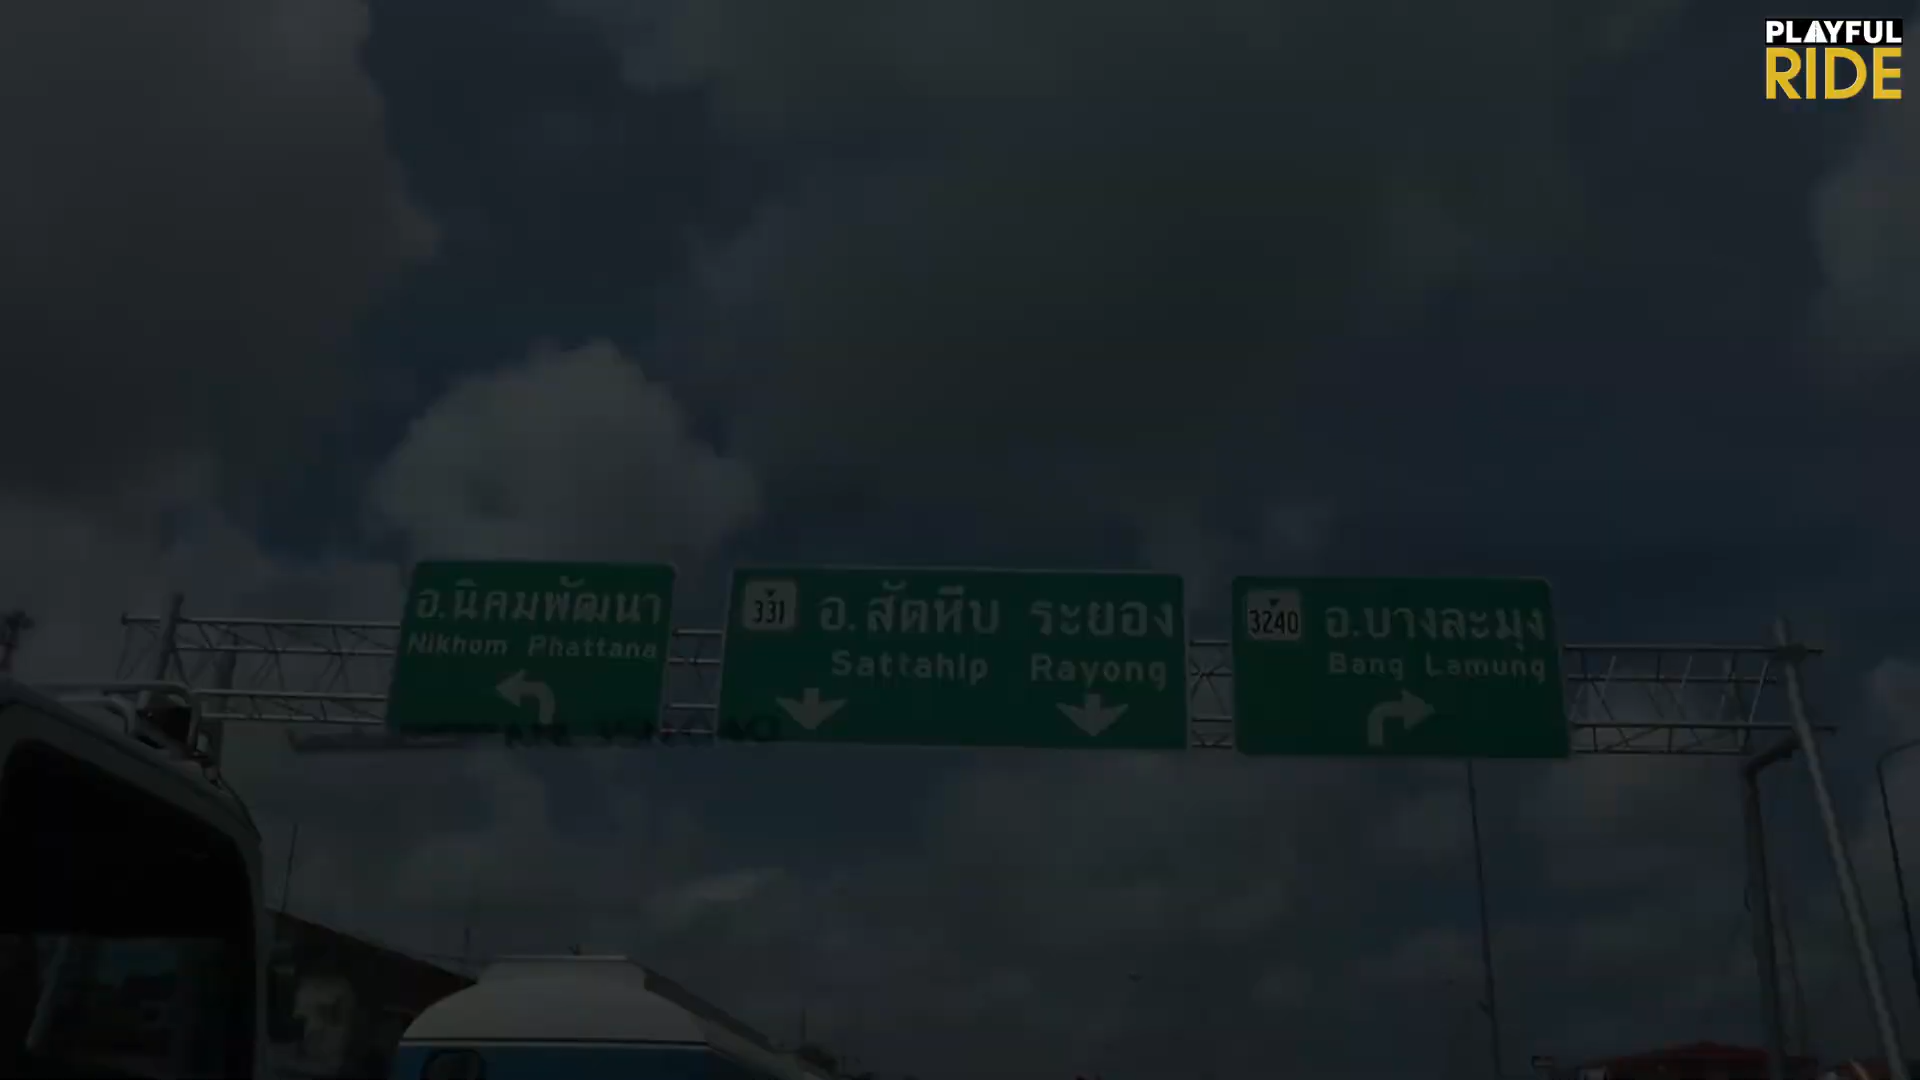 PLAYFUL
RIDE
อ.นิคมพัฒนา
Nikhom Phattana
331
อ.สัตหีบ ระยอง
Sattahip Rayong
3240
อ.บางละมุง
Bang Lamung